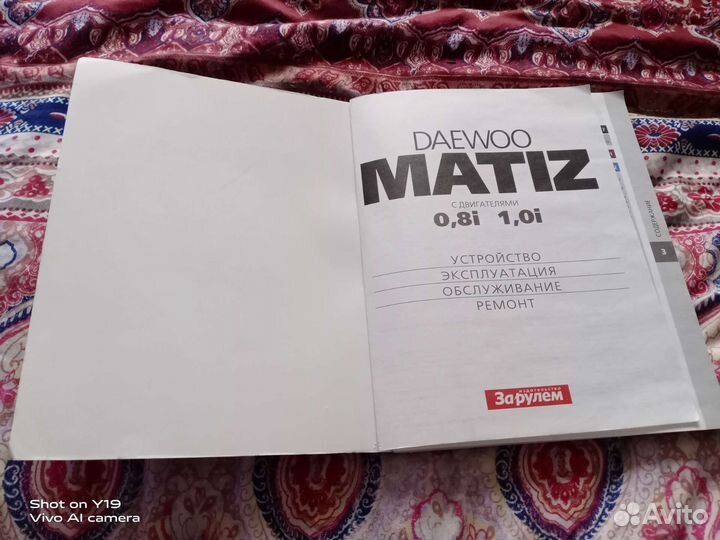 DAEWOO
MATIZ
С ДВИГАТЕЛЯМИ
0,8i 1,0i
УСТРОЙСТВО
ЭКСПЛУАТАЦИЯ
ОБСЛУЖИВАНИЕ
РЕМОНТ
ИЗДАТЕЛЬСТВО
За рулем
СОДЕРЖАНИЕ
3
Shot on Y19
Vivo AI camera
Avito